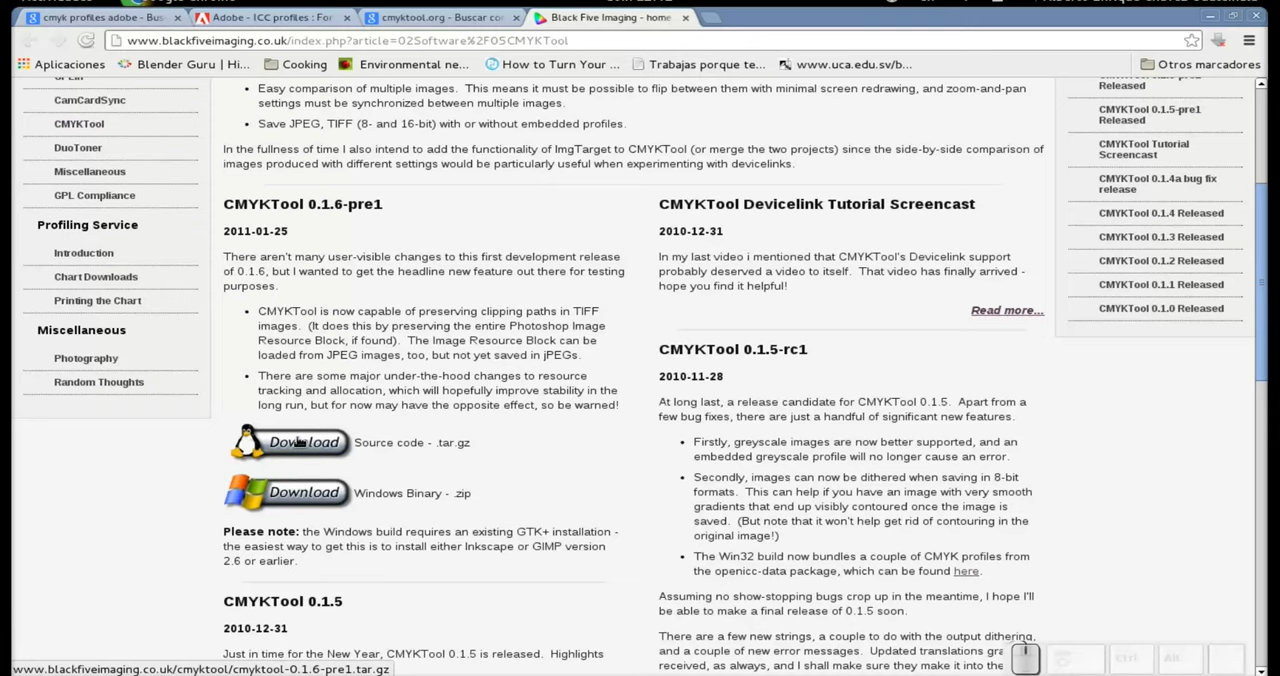 cmyk profiles adobe - Bus
Adobe - ICC profiles : For
cmyktool.org - Buscar co
Black Five Imaging - home
www.blackfiveimaging.co.uk/index.php?article=02Software%2F05CMYKTool
Aplicaciones
Blender Guru | Hi...
Cooking
Environmental ne...
How to Turn Your ...
Trabajas porque te...
www.uca.edu.sv/b...
Otros marcadores
CamCardSync
CMYKTool
DuoToner
Miscellaneous
GPL Compliance
Profiling Service
Introduction
Chart Downloads
Printing the Chart
Miscellaneous
Photography
Random Thoughts
Easy comparison of multiple images. This means it must be possible to flip between them with minimal screen redrawing, and zoom-and-pan
settings must be synchronized between multiple images.
Save JPEG, TIFF (8- and 16-bit) with or without embedded profiles.
In the fullness of time I also intend to add the functionality of ImgTarget to CMYKTool (or merge the two projects) since the side-by-side comparison of
images produced with different settings would be particularly useful when experimenting with devicelinks.
CMYKTool 0.1.6-pre1
2011-01-25
There aren't many user-visible changes to this first development release
of 0.1.6, but I wanted to get the headline new feature out there for testing
purposes.
CMYKTool is now capable of preserving clipping paths in TIFF
images. (It does this by preserving the entire Photoshop Image
Resource Block, if found). The Image Resource Block can be
loaded from JPEG images, too, but not yet saved in jPEGs.
There are some major under-the-hood changes to resource
tracking and allocation, which will hopefully improve stability in the
long run, but for now may have the opposite effect, so be warned!
Download Source code - .tar.gz
Download Windows Binary - .zip
Please note: the Windows build requires an existing GTK+ installation -
the easiest way to get this is to install either Inkscape or GIMP version
2.6 or earlier.
CMYKTool 0.1.5
2010-12-31
Just in time for the New Year, CMYKTool 0.1.5 is released. Highlights
CMYKTool Devicelink Tutorial Screencast
2010-12-31
In my last video i mentioned that CMYKTool's Devicelink support
probably deserved a video to itself. That video has finally arrived -
hope you find it helpful!
Read more...
CMYKTool 0.1.5-rc1
2010-11-28
At long last, a release candidate for CMYKTool 0.1.5. Apart from a
few bug fixes, there are just a handful of significant new features.
Firstly, greyscale images are now better supported, and an
embedded greyscale profile will no longer cause an error.
Secondly, images can now be dithered when saving in 8-bit
formats. This can help if you have an image with very smooth
gradients that end up visibly contoured once the image is
saved. (But note that it won't help get rid of contouring in the
original image!)
The Win32 build now bundles a couple of CMYK profiles from
the openicc-data package, which can be found here.
Assuming no show-stopping bugs crop up in the meantime, I hope I'll
be able to make a final release of 0.1.5 soon.
There are a few new strings, a couple to do with the output dithering,
and a couple of new error messages. Updated translations gra
received, as always, and I shall make sure they make it into the
Released
CMYKTool 0.1.5-pre1
Released
CMYKTool Tutorial
Screencast
CMYKTool 0.1.4a bug fix
release
CMYKTool 0.1.4 Released
CMYKTool 0.1.3 Released
CMYKTool 0.1.2 Released
CMYKTool 0.1.1 Released
CMYKTool 0.1.0 Released
www.blackfiveimaging.co.uk/cmyktool/cmyktool-0.1.6-pre1.tar.gz
Ctrl
Alt